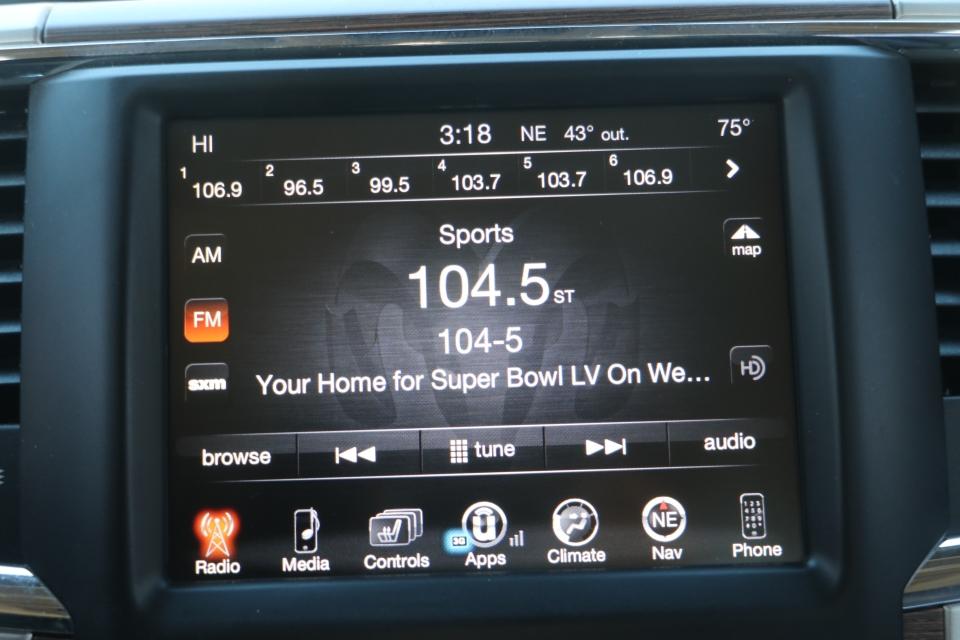 HI 3:18 NE 43° out. 75°
1 106.9 2 96.5 3 99.5 4 103.7 5 103.7 6 106.9
Sports
map
AM
104.5 ST
FM
104-5
HD
sxm
Your Home for Super Bowl LV On We...
browse tune audio
3G NE
Radio Media Controls Apps Climate Nav Phone